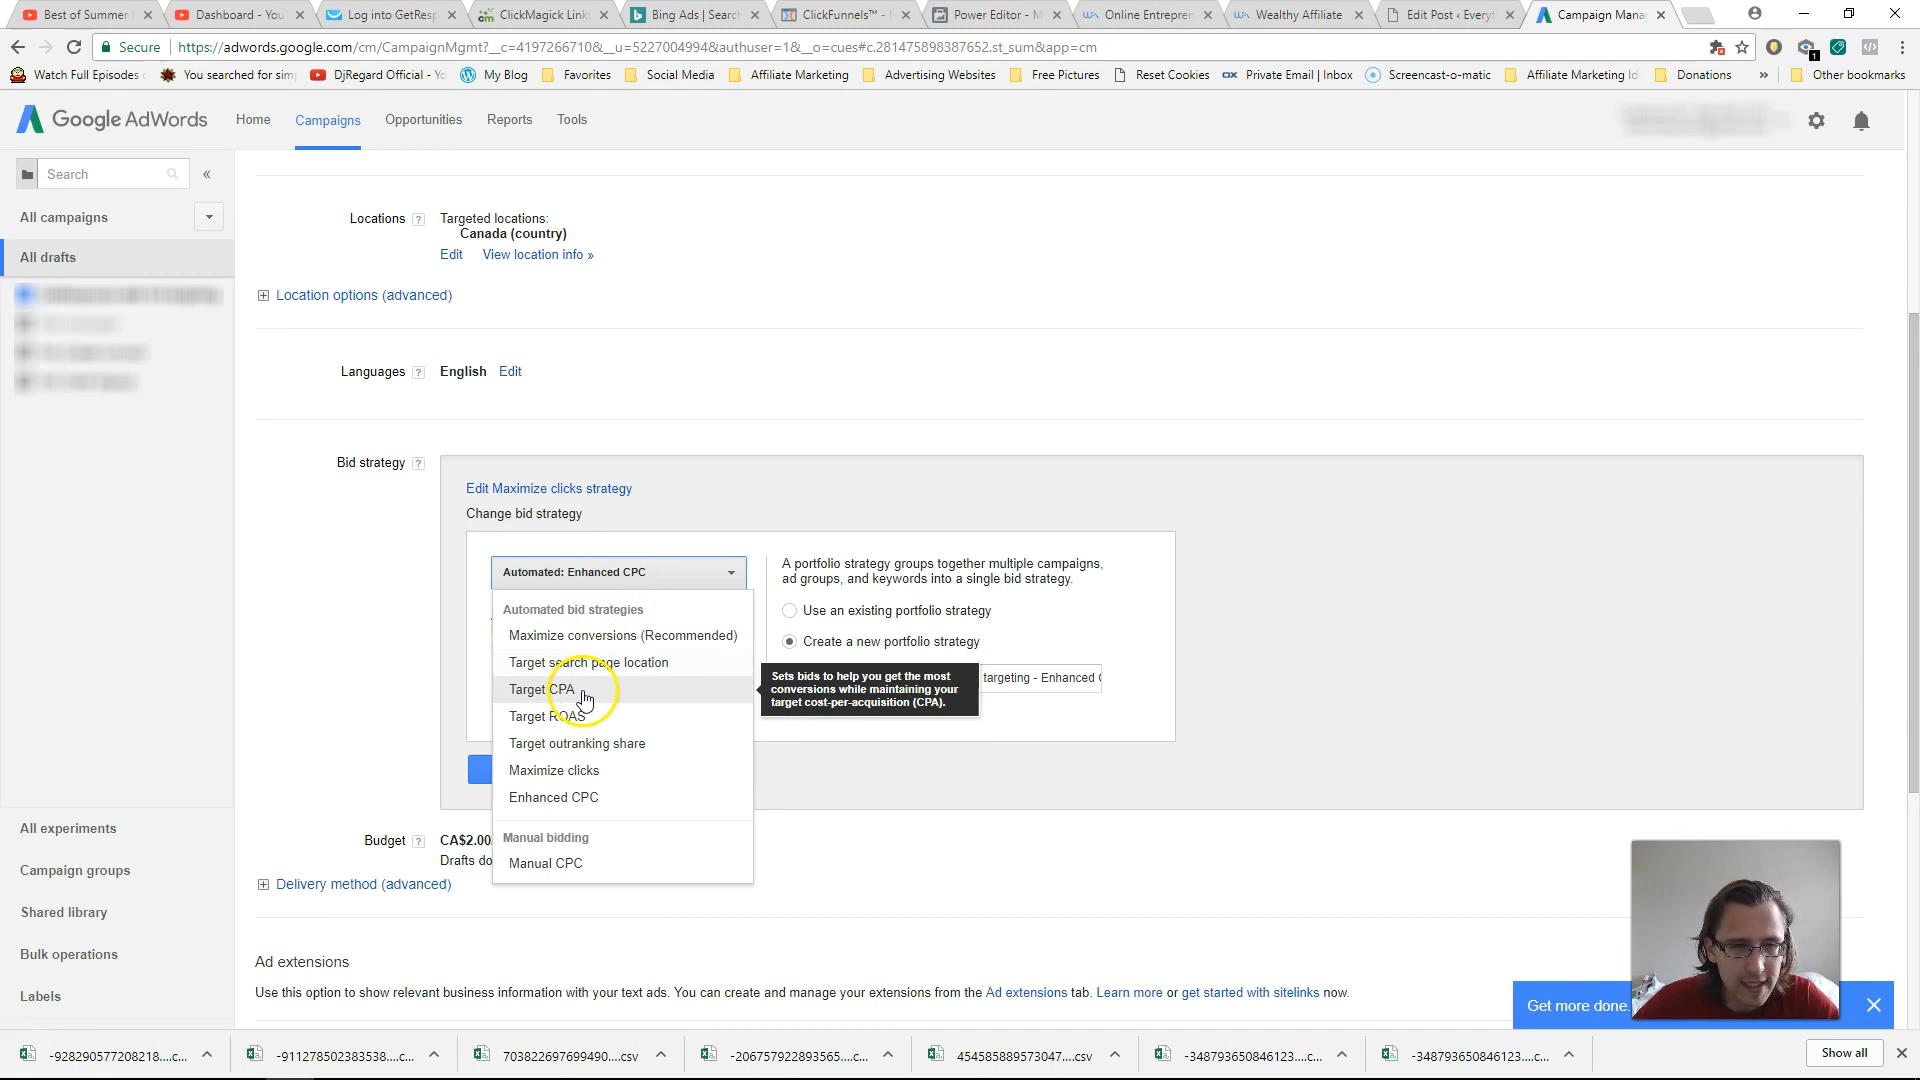 Best of Summer
Dashboard - You
Log into GetResp
ClickMagick Link
Bing Ads | Search
ClickFunnels™ -
Power Editor - M
Online Entrepren
Wealthy Affiliate
Edit Post ‹ Everyt
Campaign Mana
Secure
https://adwords.google.com/cm/CampaignMgmt?__c=4197266710&__u=5227004994&authuser=1&__o=cues#c.281475898387652.st_sum&app=cm
1
Watch Full Episodes
You searched for sim
DjRegard Official - Yo
My Blog
Favorites
Social Media
Affiliate Marketing
Advertising Websites
Free Pictures
Reset Cookies
Private Email | Inbox
Screencast-o-matic
Affiliate Marketing Id
Donations
»
Other bookmarks
Google AdWords
Home
Campaigns
Opportunities
Reports
Tools
Search
«
All campaigns
All drafts
Locations ?
Targeted locations:
Canada (country)
Edit
View location info »
Location options (advanced)
Languages ?
English
Edit
Bid strategy ?
Edit Maximize clicks strategy
Change bid strategy
Automated: Enhanced CPC
Automated bid strategies
Maximize conversions (Recommended)
Target search page location
Target CPA
Target ROAS
Target outranking share
Maximize clicks
Enhanced CPC
Manual bidding
Manual CPC
A portfolio strategy groups together multiple campaigns,
ad groups, and keywords into a single bid strategy.
Use an existing portfolio strategy
Create a new portfolio strategy
targeting - Enhanced C
Sets bids to help you get the most
conversions while maintaining your
target cost-per-acquisition (CPA).
Budget ?
CA$2.00
Drafts do
Delivery method (advanced)
All experiments
Campaign groups
Shared library
Bulk operations
Labels
Ad extensions
Use this option to show relevant business information with your text ads. You can create and manage your extensions from the Ad extensions tab. Learn more or get started with sitelinks now.
Get more done.
-928290577208218....c...
-911278502383538....c...
703822697699490....csv
-206757922893565....c...
454585889573047....csv
-348793650846123....c...
-348793650846123....c...
Show all